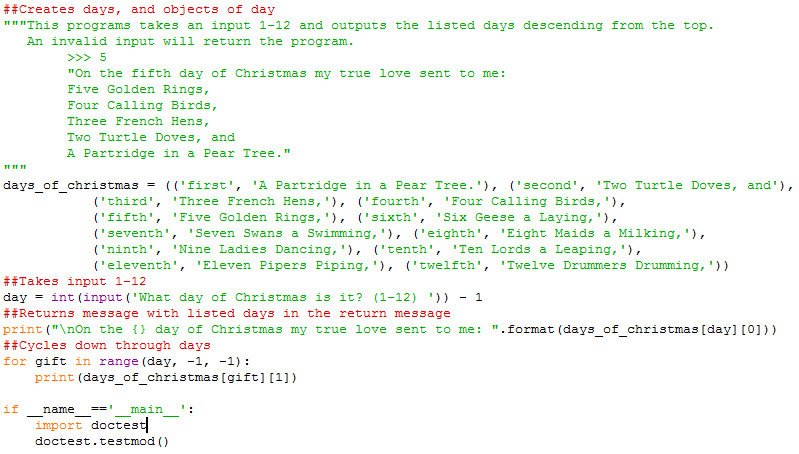 ##Creates days, and objects of day
"""This programs takes an input 1-12 and outputs the listed days descending from the top.
   An invalid input will return the program.
        >>> 5
        "On the fifth day of Christmas my true love sent to me:
        Five Golden Rings,
        Four Calling Birds,
        Three French Hens,
        Two Turtle Doves, and
        A Partridge in a Pear Tree."
"""
days_of_christmas = (('first', 'A Partridge in a Pear Tree.'), ('second', 'Two Turtle Doves, and'),
           ('third', 'Three French Hens,'), ('fourth', 'Four Calling Birds,'),
           ('fifth', 'Five Golden Rings,'), ('sixth', 'Six Geese a Laying,'),
           ('seventh', 'Seven Swans a Swimming,'), ('eighth', 'Eight Maids a Milking,'),
           ('ninth', 'Nine Ladies Dancing,'), ('tenth', 'Ten Lords a Leaping,'),
           ('eleventh', 'Eleven Pipers Piping,'), ('twelfth', 'Twelve Drummers Drumming,'))
##Takes input 1-12
day = int(input('What day of Christmas is it? (1-12) ')) - 1
##Returns message with listed days in the return message
print("\nOn the {} day of Christmas my true love sent to me: ".format(days_of_christmas[day][0]))
##Cycles down through days
for gift in range(day, -1, -1):
    print(days_of_christmas[gift][1])

if __name__=='__main__':
    import doctest
    doctest.testmod()